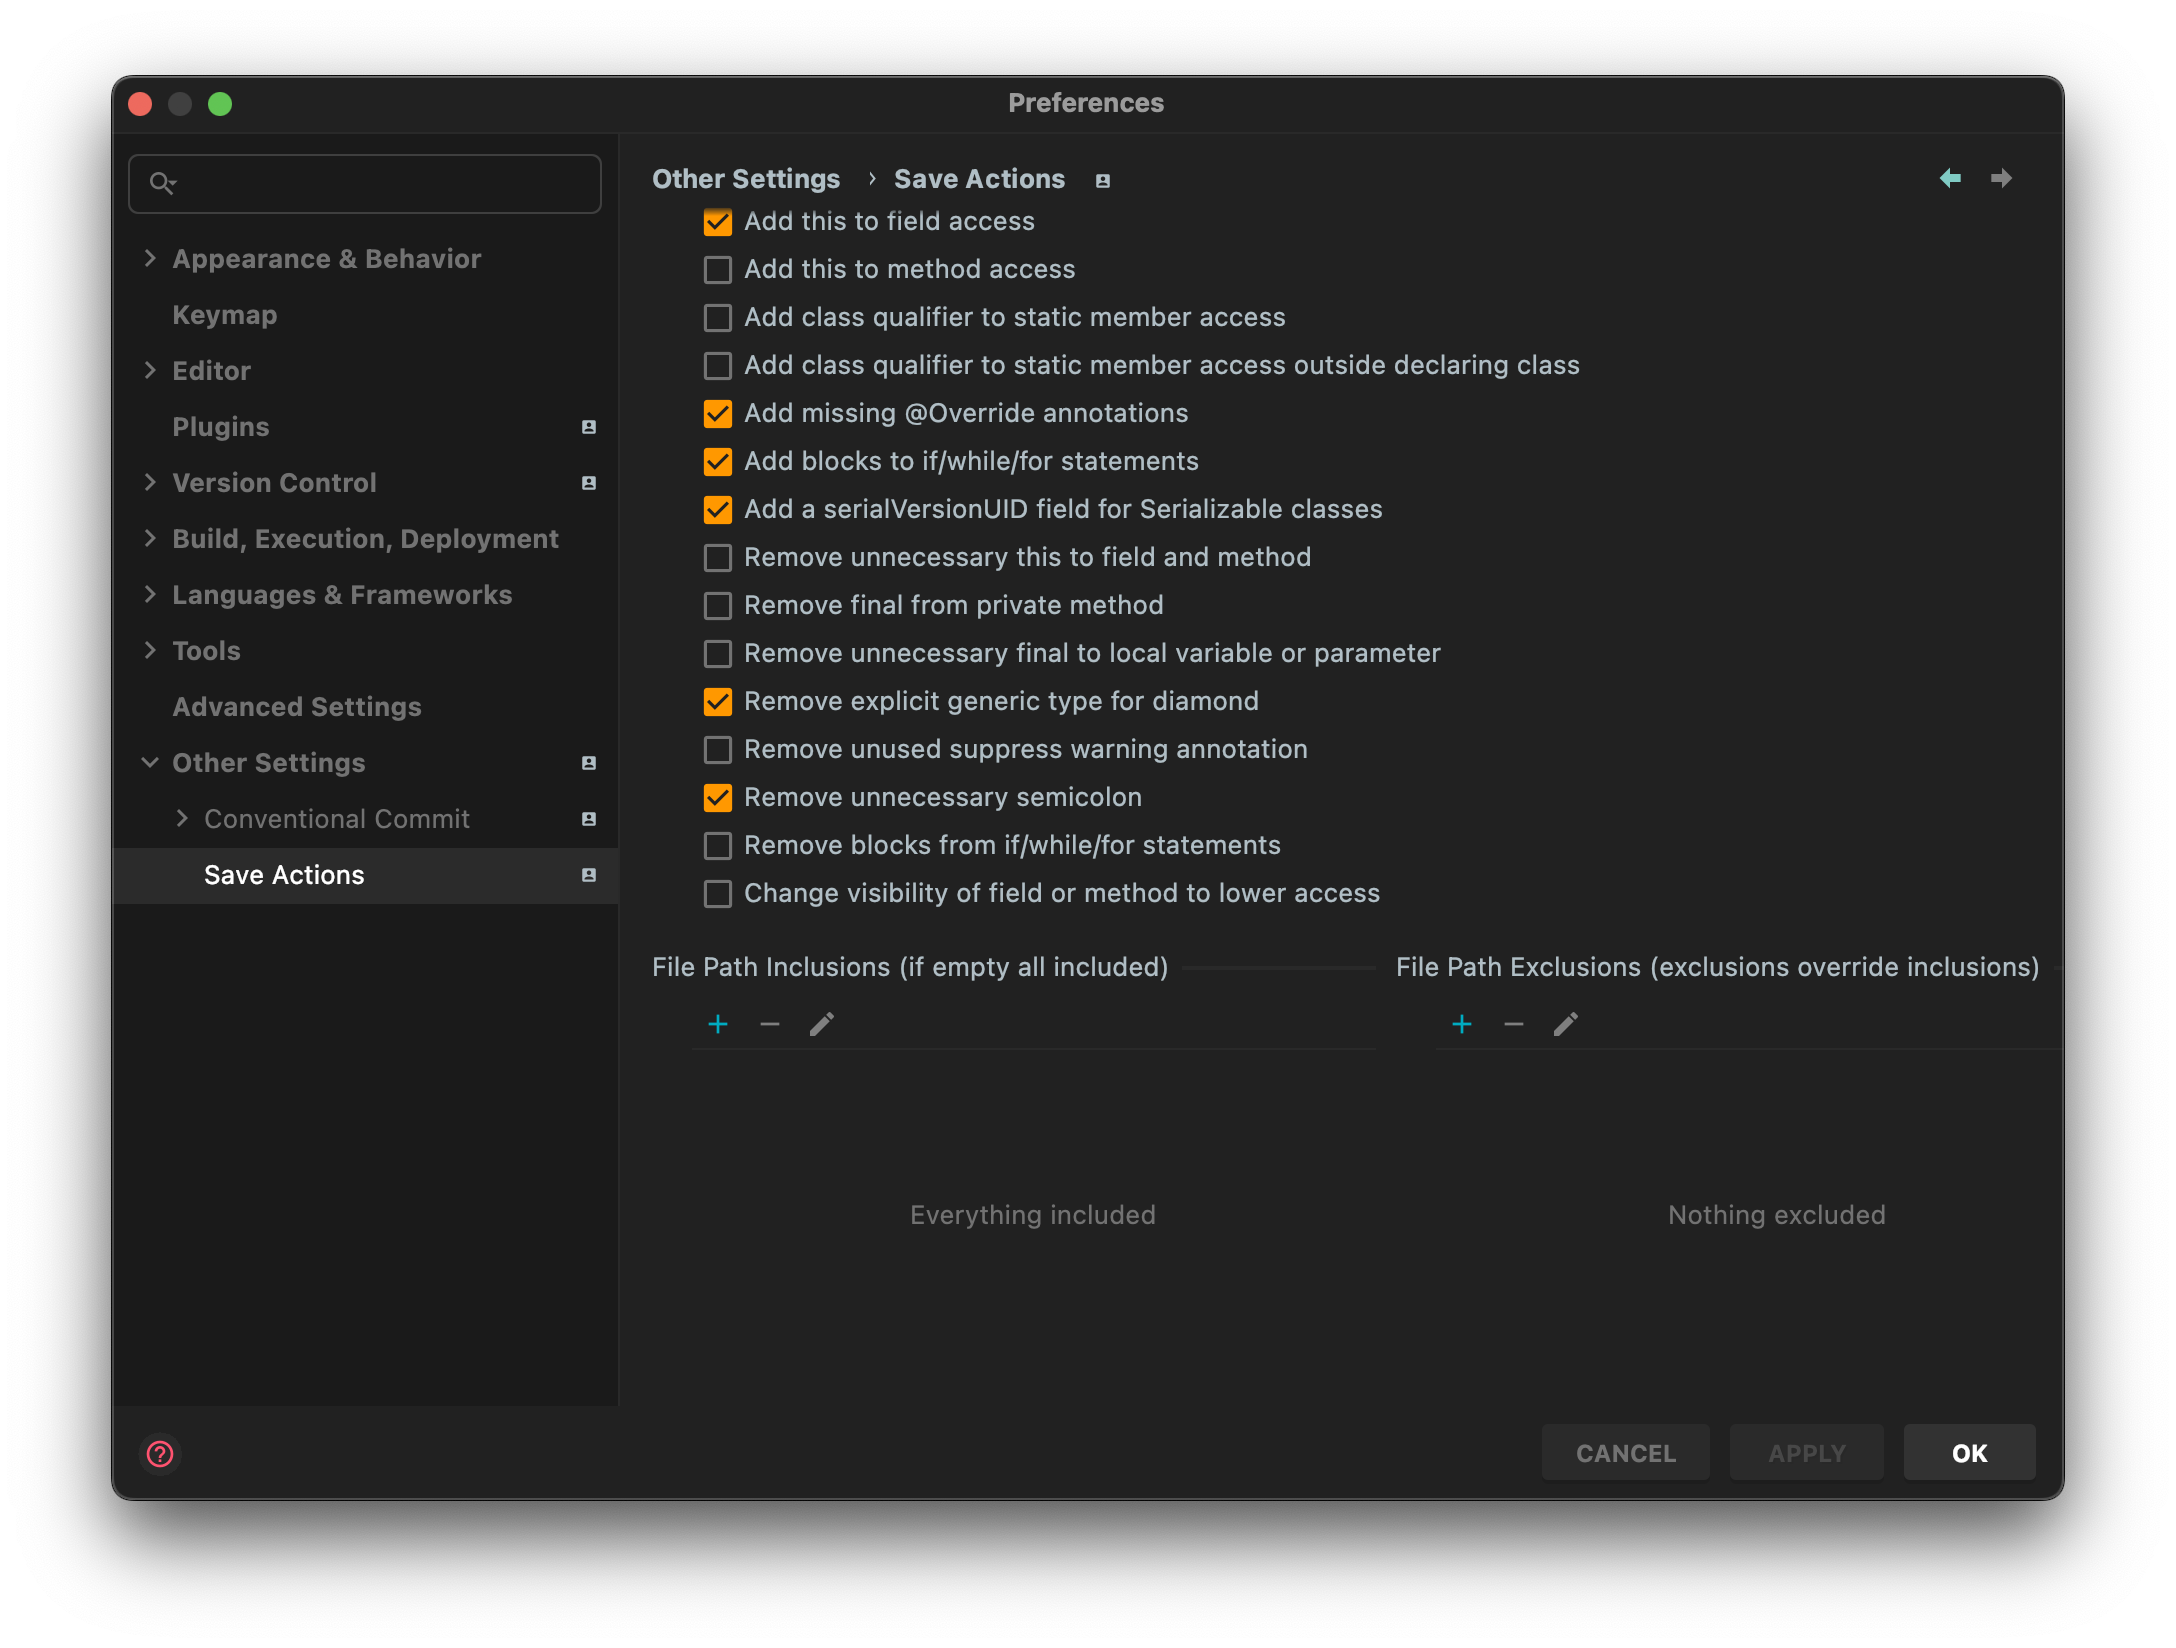 Preferences
Appearance & Behavior
Keymap
Editor
Plugins
Version Control
Build, Execution, Deployment
Languages & Frameworks
Tools
Advanced Settings
Other Settings
Conventional Commit
Save Actions
Other Settings › Save Actions
Add this to field access
Add this to method access
Add class qualifier to static member access
Add class qualifier to static member access outside declaring class
Add missing @Override annotations
Add blocks to if/while/for statements
Add a serialVersionUID field for Serializable classes
Remove unnecessary this to field and method
Remove final from private method
Remove unnecessary final to local variable or parameter
Remove explicit generic type for diamond
Remove unused suppress warning annotation
Remove unnecessary semicolon
Remove blocks from if/while/for statements
Change visibility of field or method to lower access
File Path Inclusions (if empty all included)
Everything included
File Path Exclusions (exclusions override inclusions)
Nothing excluded
?
CANCEL
APPLY
OK